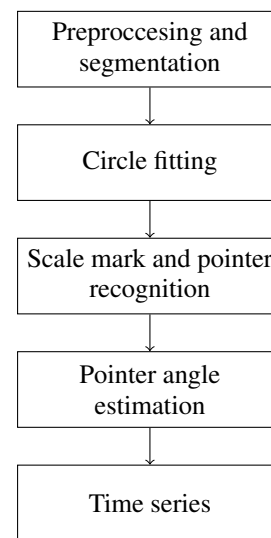 Preproccesing and
segmentation
Circle fitting
Scale mark and pointer
recognition
Pointer angle
estimation
Time series